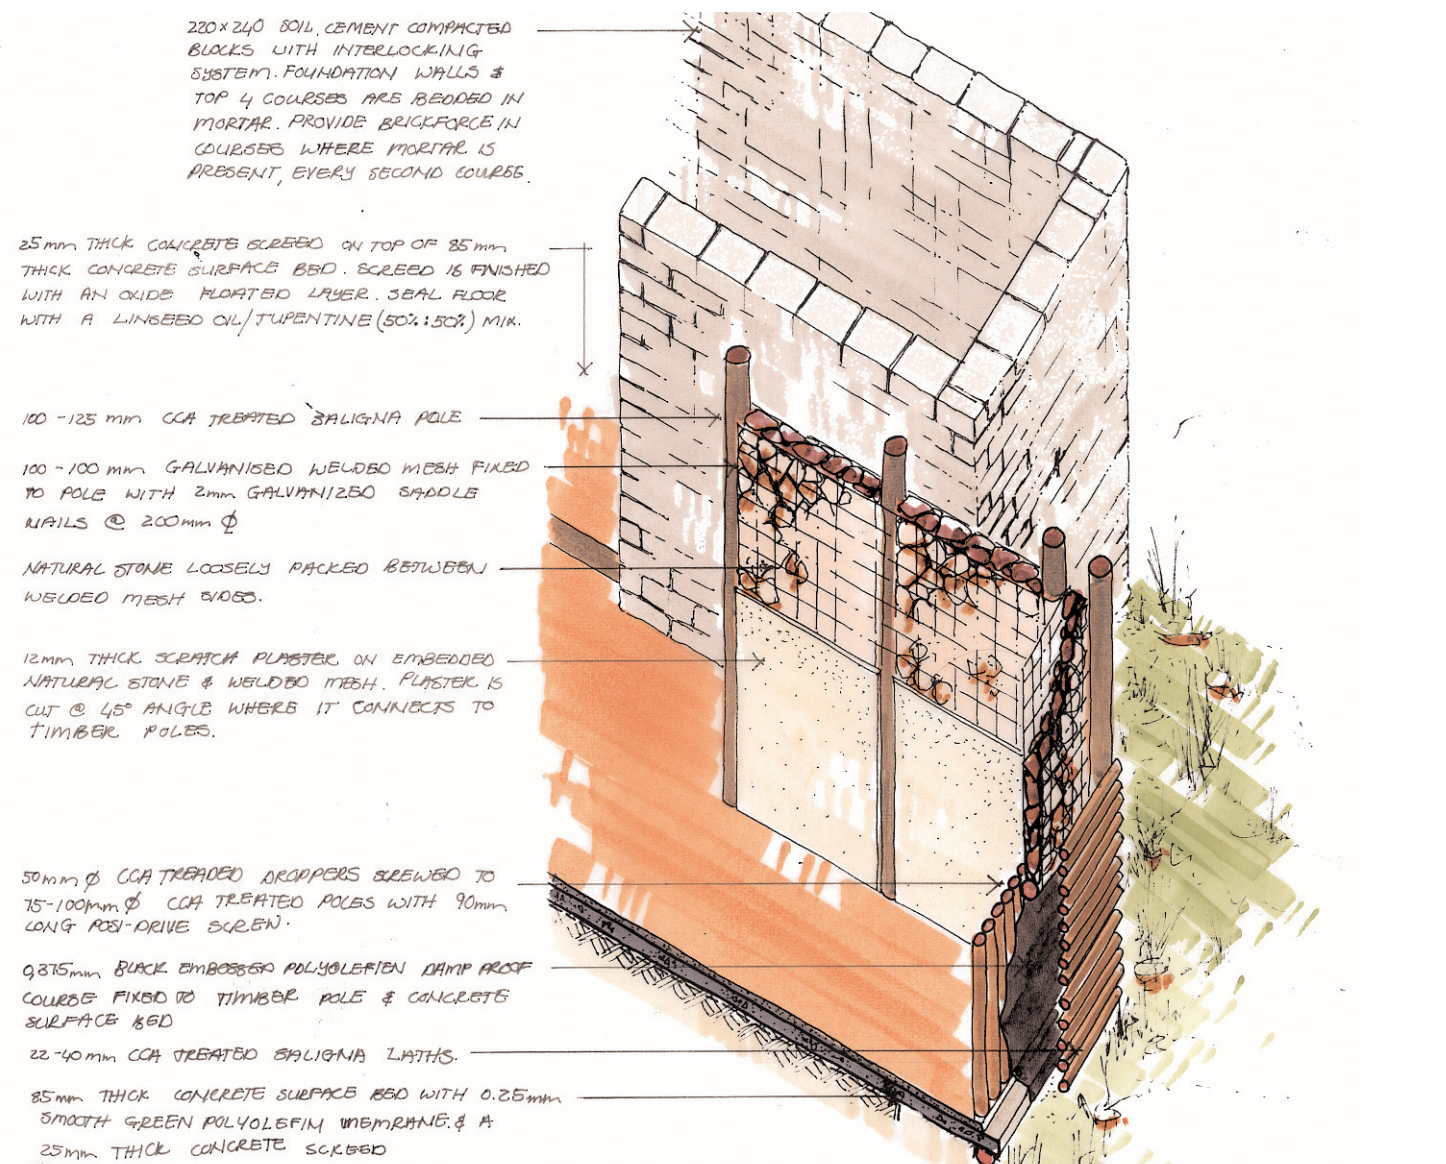 220 x 240 SOIL, CEMENT COMPACTED
BLOCKS WITH INTERLOCKING
SYSTEM. FOUNDATION WALLS &
TOP 4 COURSES ARE BEDDED IN
MORTAR. PROVIDE BRICKFORCE IN
COURSES WHERE MORTAR IS
PRESENT, EVERY SECOND COURSE.
25mm THICK CONCRETE SCREED ON TOP OF 85mm
THICK CONCRETE SURFACE BED. SCREED IS FINISHED
WITH AN OXIDE FLOATED LAYER. SEAL FLOOR
WITH A LINSEED OIL/TUPENTINE (50%:50%) MIX.
100 - 125 mm CCA TREATED SALIGNA POLE
100 - 100 mm GALVANISED WELDED MESH FIXED
TO POLE WITH 2mm GALVANIZED SADDLE
NAILS @ 200mm ₵
NATURAL STONE LOOSELY PACKED BETWEEN
WELDED MESH SIDES.
12mm THICK SCRATCH PLASTER ON EMBEDDED
NATURAL STONE & WELDED MESH. PLASTER IS
CUT @ 45° ANGLE WHERE IT CONNECTS TO
TIMBER POLES.
50mm Ø CCA TREADED DROPPERS SCREWED TO
75-100mm Ø CCA TREATED POLES WITH 90mm
LONG POSI-DRIVE SCREW.
0,375mm BLACK EMBOSSED POLYOLEFIEN DAMP PROOF
COURSE FIXED TO TIMBER POLE & CONCRETE
SURFACE BED
22-40mm CCA TREATED SALIGNA LATHS.
85mm THICK CONCRETE SURFACE BED WITH 0.25mm
SMOOTH GREEN POLYOLEFIN MEMRANE. & A
25mm THICK CONCRETE SCREED